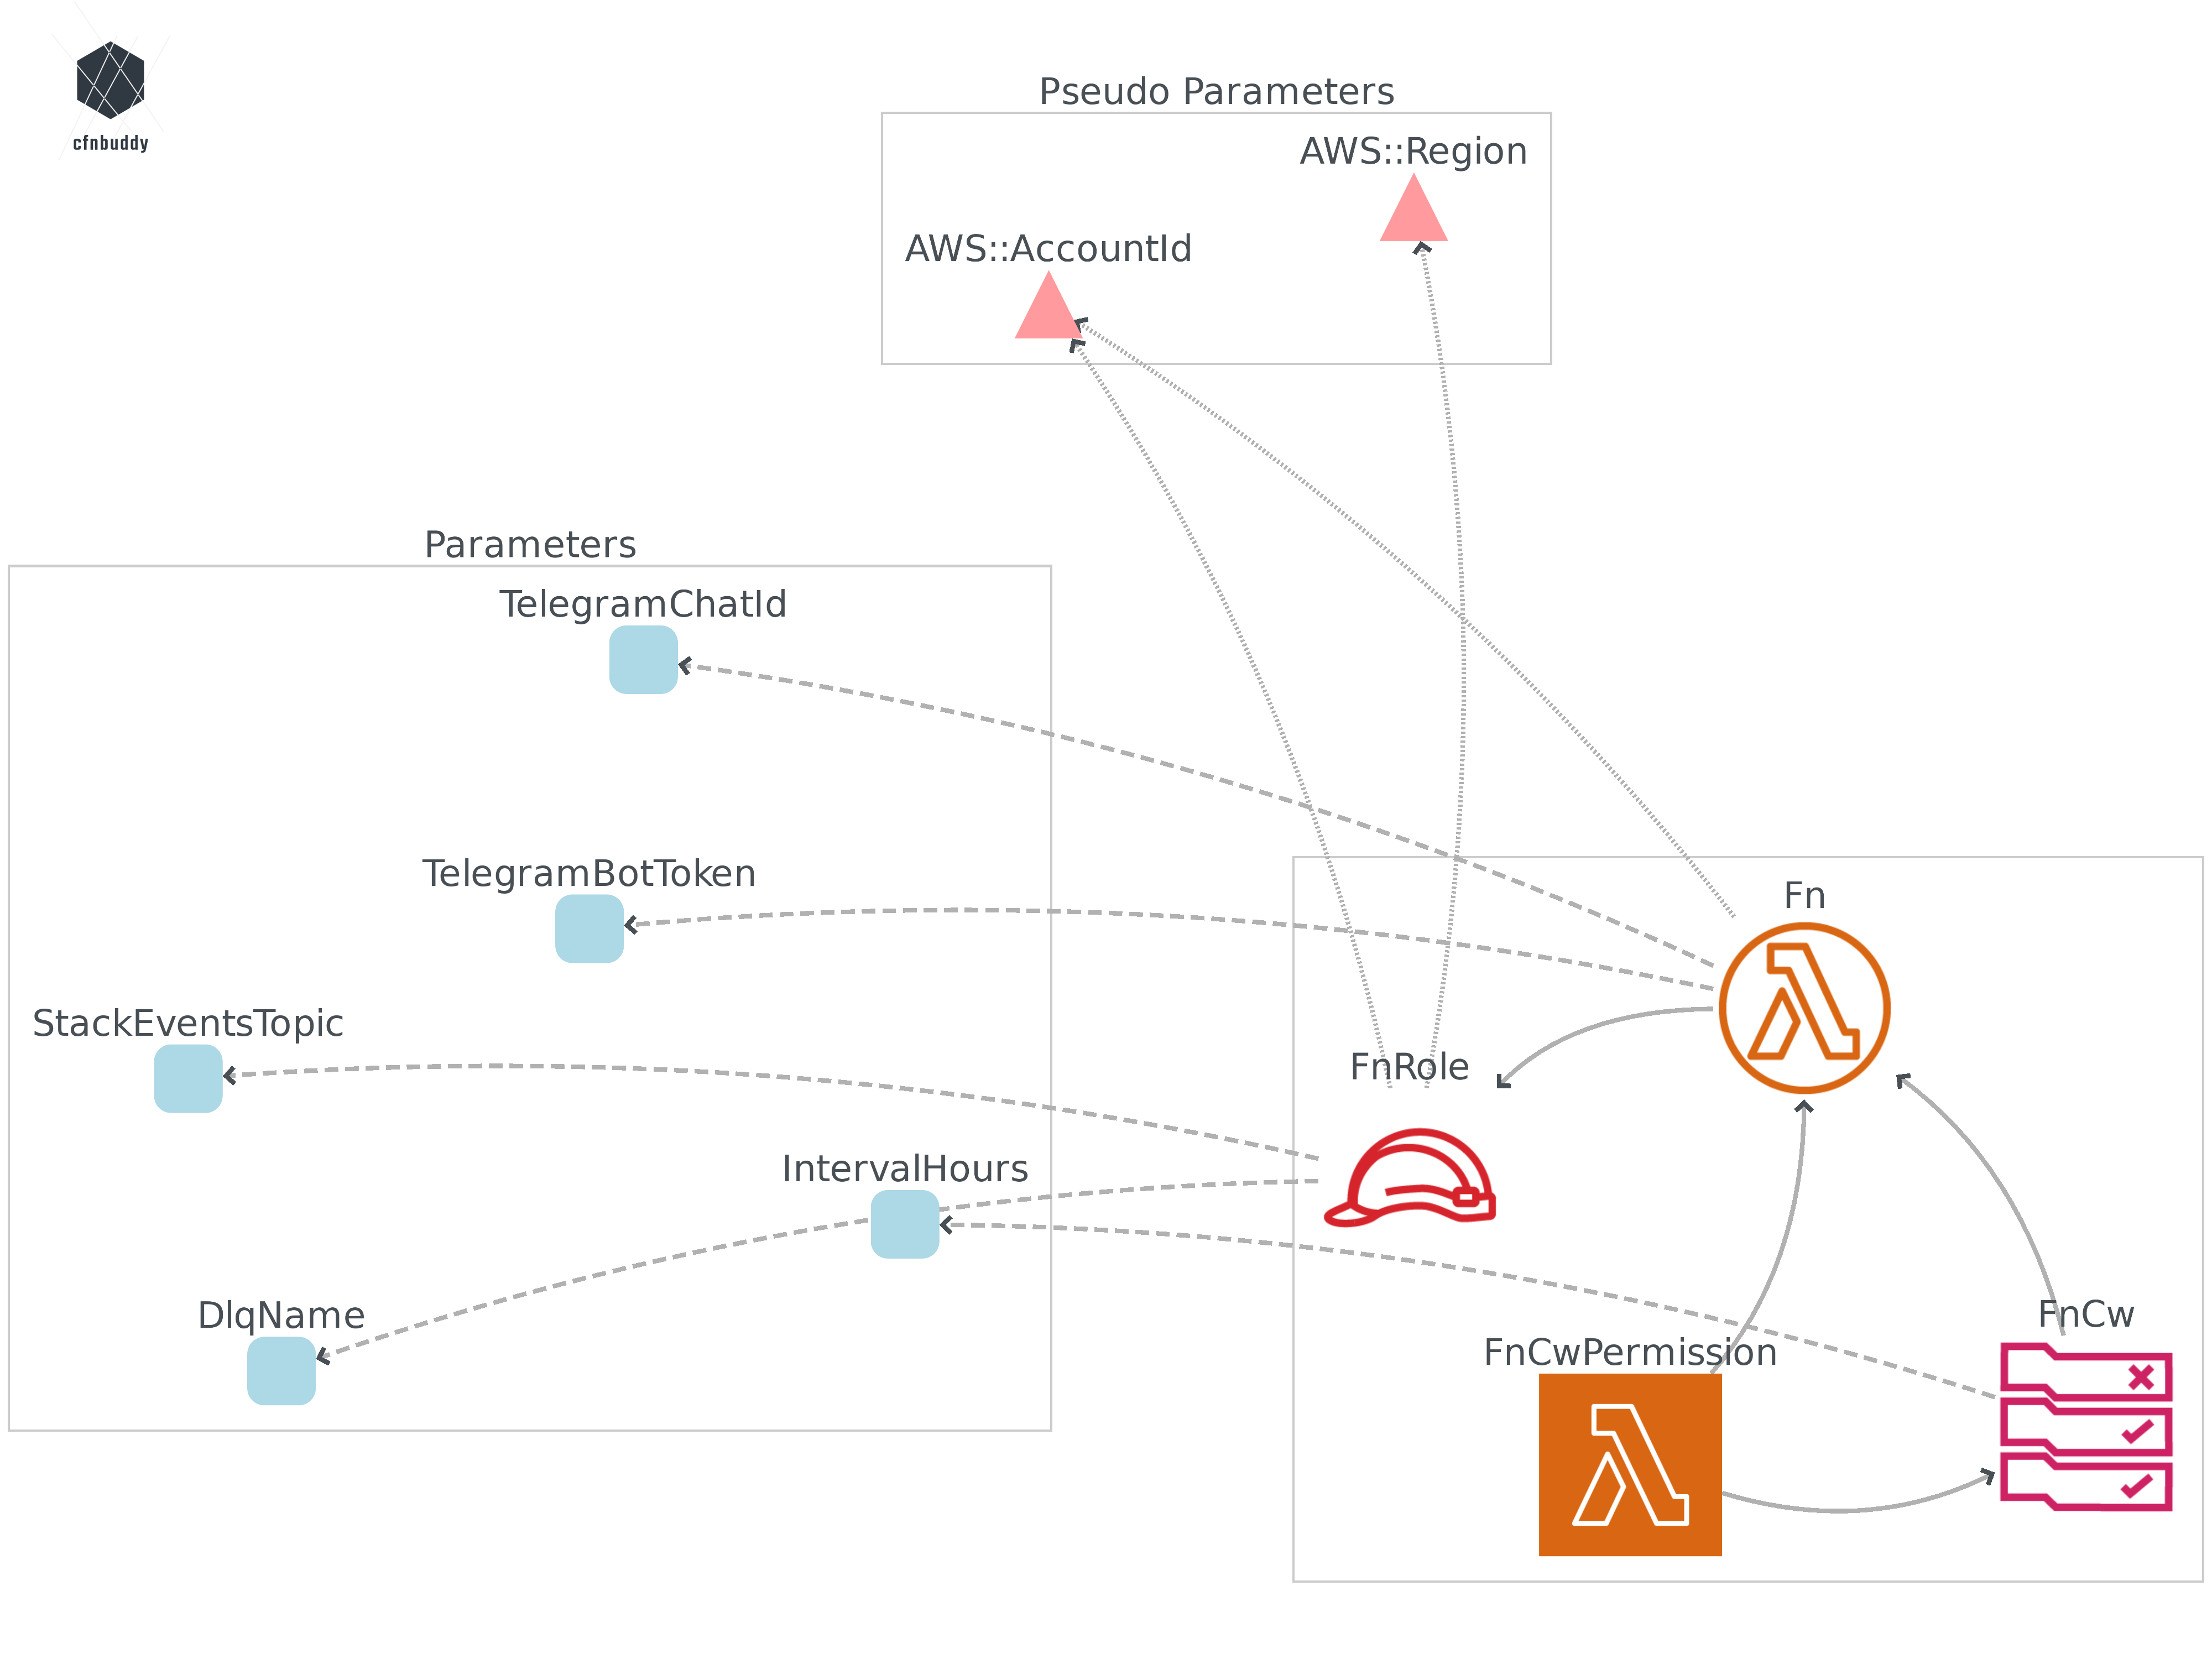 cfnbuddy
Pseudo Parameters
AWS::Region
AWS::AccountId
Parameters
TelegramChatId
TelegramBotToken
Fn
StackEventsTopic
FnRole
IntervalHours
DlqName
FnCw
FnCwPermission